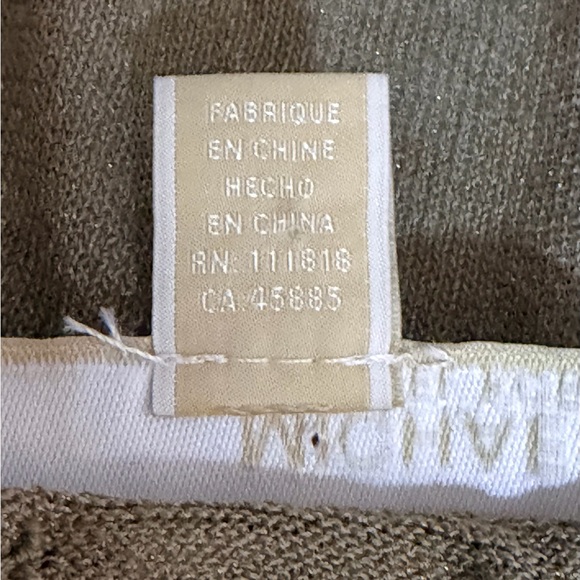 FABRIQUE
EN CHINE
HECHO
EN CHINA
RN: 111818
CA:45885